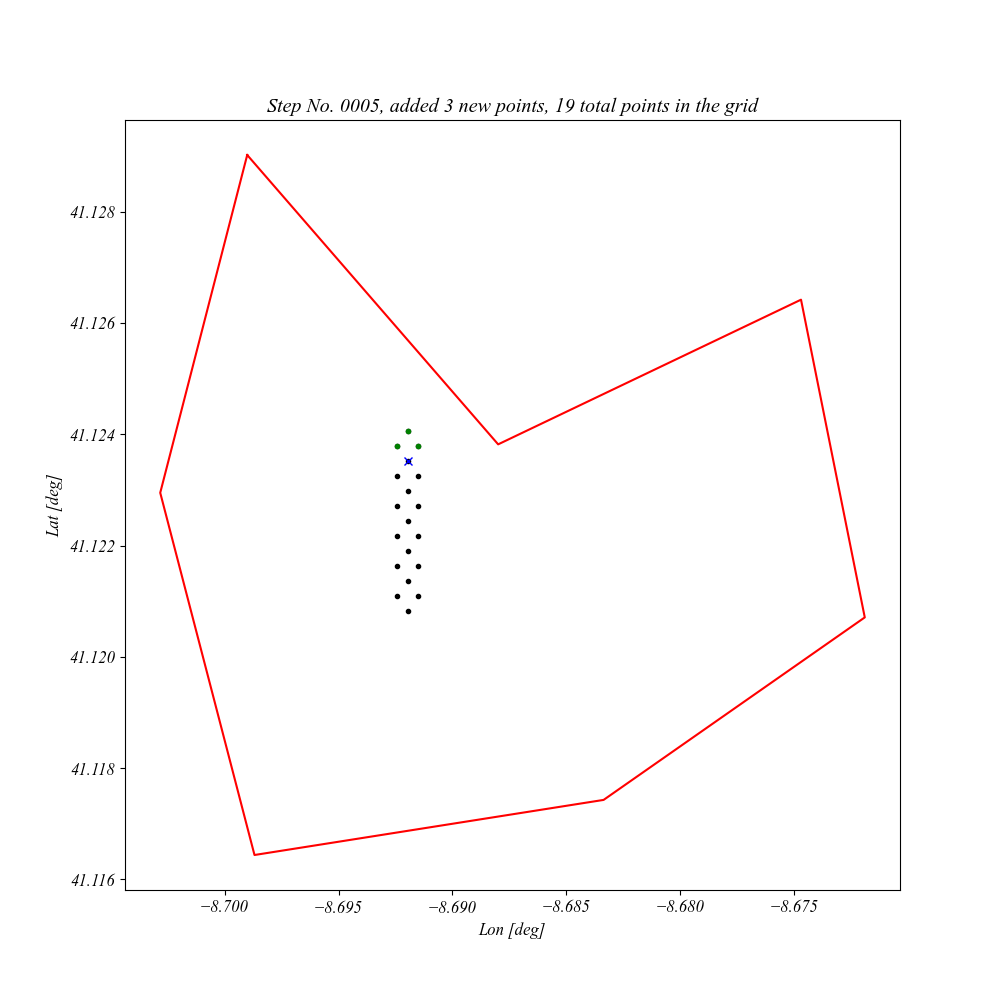 Step No. 0005, added 3 new points, 19 total points in the grid
41.128
41.126
41.124
41.122
41.120
41.118
41.116
Lat [deg]
−8.700 −8.695 −8.690 −8.685 −8.680 −8.675
Lon [deg]